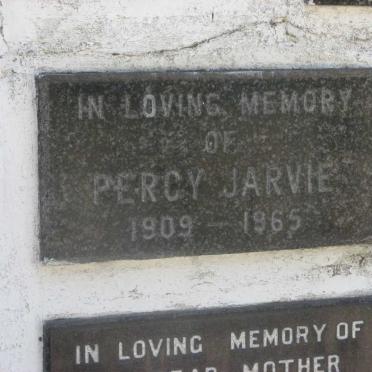 IN LOVING MEMORY
OF
PERCY JARVIE
1909 — 1965
IN LOVING MEMORY OF
MOTHER